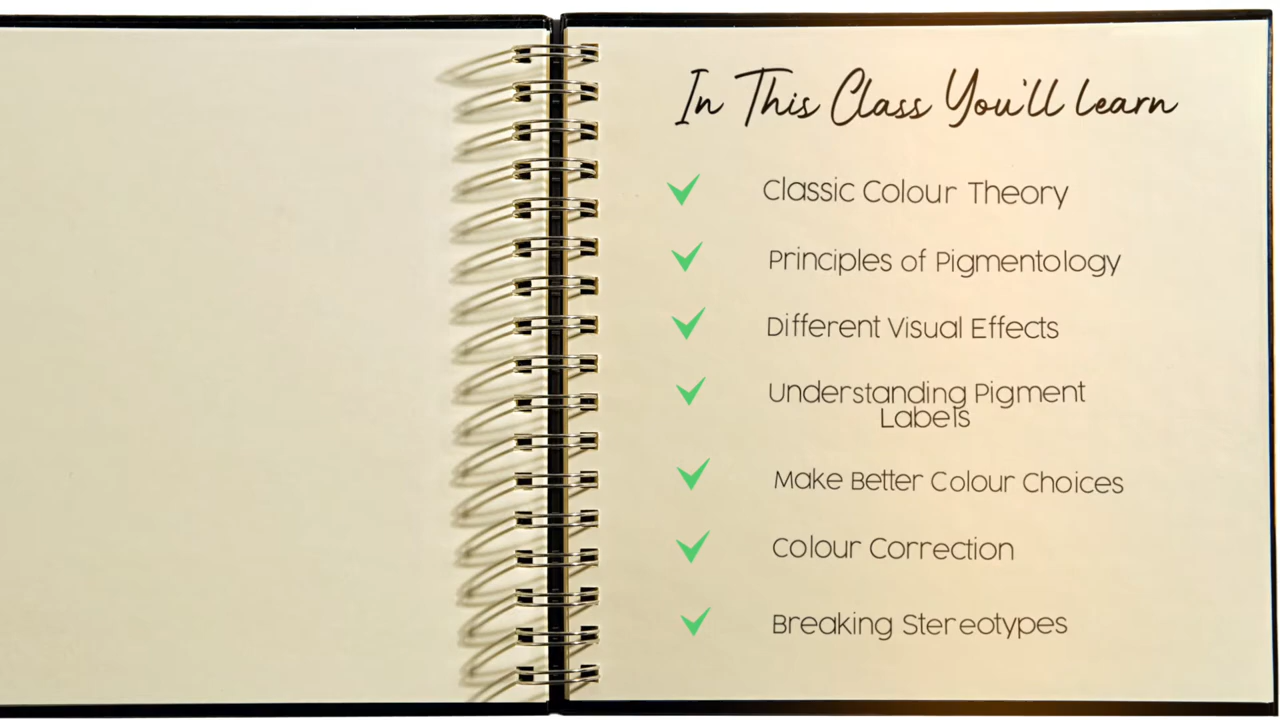 In This Class You'll learn
Classic Colour Theory
Principles of Pigmentology
Different Visual Effects
Understanding Pigment
Labels
Make Better Colour Choices
Colour Correction
Breaking Stereotypes